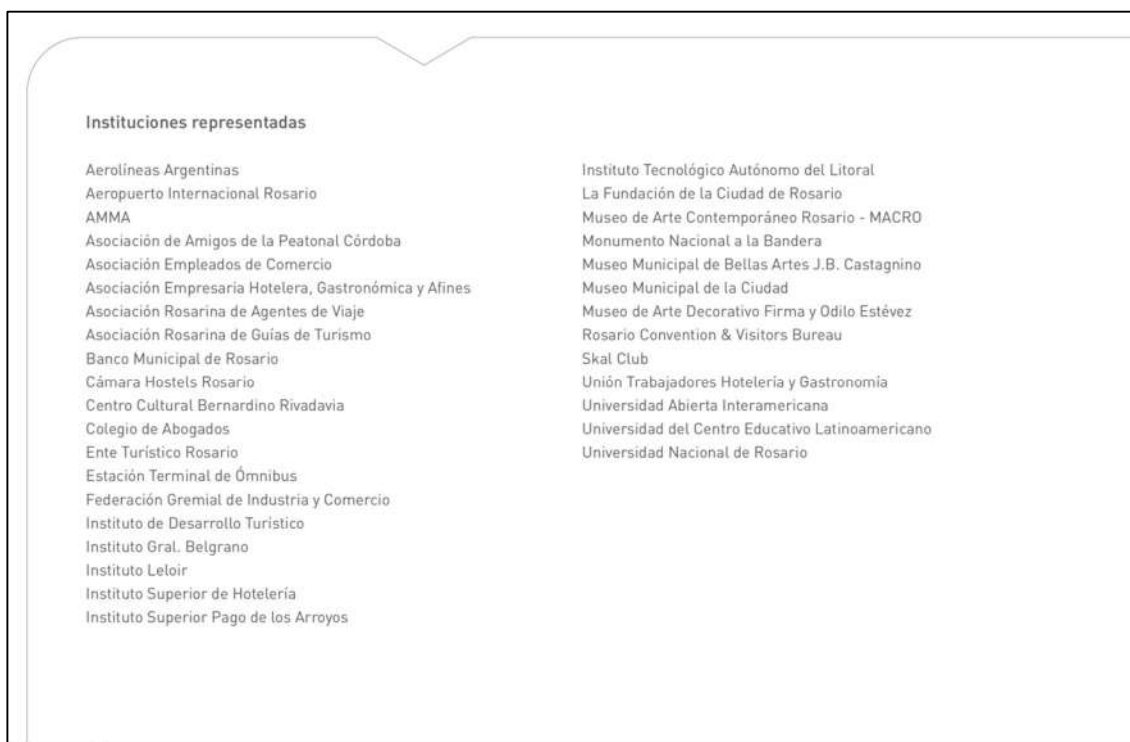 Instituciones representadas
Aerolíneas Argentinas
Aeropuerto Internacional Rosario
AMMA
Asociación de Amigos de la Peatonal Córdoba
Asociación Empleados de Comercio
Asociación Empresaria Hotelera, Gastronómica y Afines
Asociación Rosarina de Agentes de Viaje
Asociación Rosarina de Guías de Turismo
Banco Municipal de Rosario
Cámara Hostels Rosario
Centro Cultural Bernardino Rivadavia
Colegio de Abogados
Ente Turístico Rosario
Estación Terminal de Ómnibus
Federación Gremial de Industria y Comercio
Instituto de Desarrollo Turístico
Instituto Gral. Belgrano
Instituto Leloir
Instituto Superior de Hotelería
Instituto Superior Pago de los Arroyos
Instituto Tecnológico Autónomo del Litoral
La Fundación de la Ciudad de Rosario
Museo de Arte Contemporáneo Rosario - MACRO
Monumento Nacional a la Bandera
Museo Municipal de Bellas Artes J.B. Castagnino
Museo Municipal de la Ciudad
Museo de Arte Decorativo Firma y Odilo Estévez
Rosario Convention & Visitors Bureau
Skal Club
Unión Trabajadores Hotelería y Gastronomía
Universidad Abierta Interamericana
Universidad del Centro Educativo Latinoamericano
Universidad Nacional de Rosario